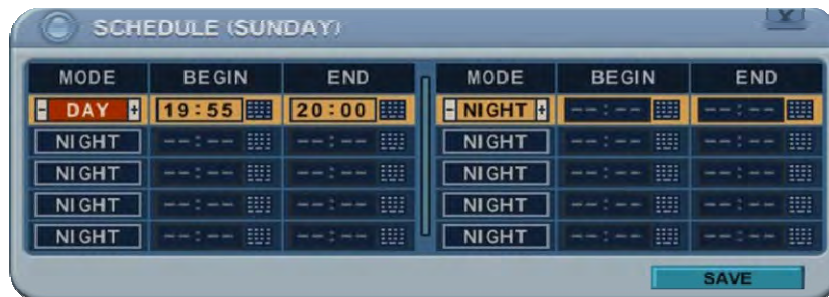 SCHEDULE (SUNDAY)
X
MODE BEGIN END MODE BEGIN END
- DAY + 19:55 20:00 - NIGHT + --:-- --:--
NIGHT --:-- --:-- NIGHT --:-- --:--
NIGHT --:-- --:-- NIGHT --:-- --:--
NIGHT --:-- --:-- NIGHT --:-- --:--
NIGHT --:-- --:-- NIGHT --:-- --:--
SAVE